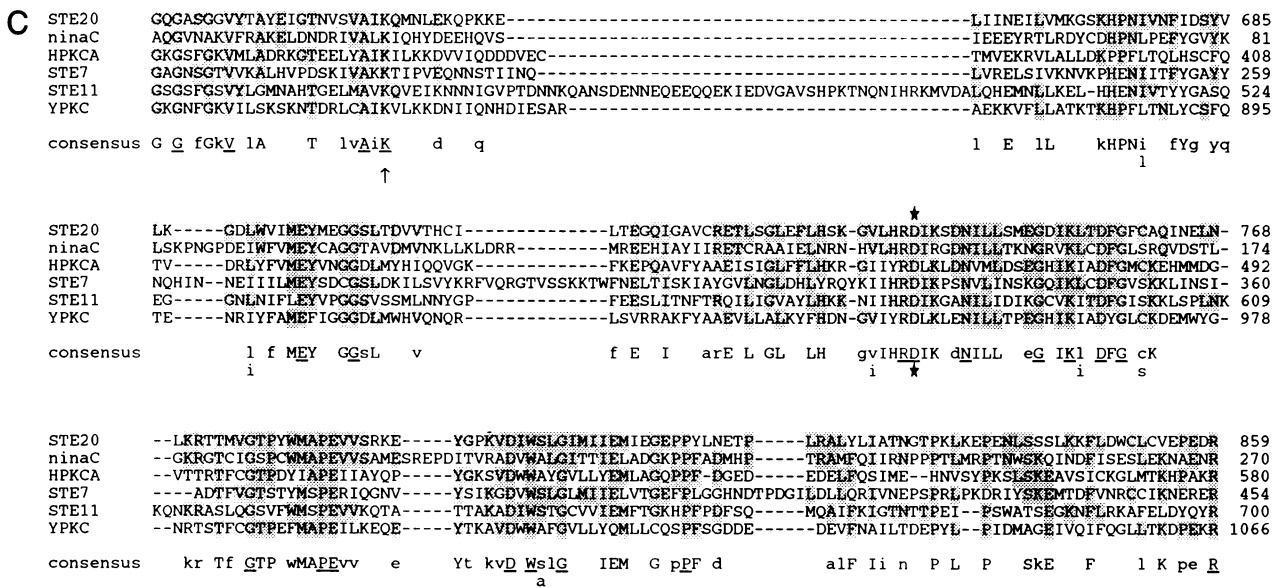 C
STE20 GQGASGGVYTAYEIGTNVSVAIKQMNLEKQPKKE------------------------------------------LIINEILVMKGSKHPNIVNFIDSYV 685
ninaC AQGVNAKVFRAKELDNDRIVALKIQHYDEEHQVS------------------------------------------IEEEYRTLRDYCDHPNLPEFYGVYK 81
HPKCA GKGSFGKVMLADRKGTEELYAIKILKKDVVIQDDDVEC--------------------------------------TMVEKRVLALLDKPPFLTQLHSCFQ 408
STE7 GAGNSGTVVKALHVPDSKIVAKKTIPVEQNNSTIINQ---------------------------------------LVRELSIVKNVKPHENIITFYGAYY 259
STE11 GSGSFGSVYLGMNAHTGELMAVKQVEIKNNNIGVPTDNNKQANSDENNEQEEQQEKIEDVGAVSHPKTNQNIHRKMVDALQHEMNLLKEL-HHENIVTYYGASQ 524
YPKC GKGNFGKVILSKSKNTDRLCAIKVLKKDNIIQNHDIESAR------------------------------------AEKKVFLLATKTKHPFLTNLYCSFQ 895
consensus G G fGkV lA T lvAiK d q l E lL kHPNi fYg yq
l
↑
★
STE20 LK-----GDLWVIMEYMEGGSLTDVVTHCI---------LTEGQIGAVCRETLSGLEFLHSK-GVLHRDIKSDNILLSMEGDIKLTDFGFCAQINELN- 768
ninaC LSKPNGPDEIWFVMEYCAGGTAVDMVNKLLKLDRR----MREEHIAYIIRETCRAAIELNRN-HVLHRDIRGDNILLTKNGRVKLCDFGLSRQVDSTL- 174
HPKCA TV-----DRLYFVMEYVNGGDLMYHIQQVGK--------FKEPQAVFYAAEISIGLFFLHKR-GIIYRDLKLDNVMLDSEGHIKIADFGMCKEHMMDG- 492
STE7 NQHINN-NEIIILMEYSDCGSLDKILSVYKRFVQRGTVSSKKTWFNELTISKIAYGVLNGLDHLYRQYKIIHRDIKPSNVLINSKGQIKLCDFGVSKKLINSI- 360
STE11 EG-----GNLNIFLEYVPGGSVSSMLNNYGP--------FEESLITNFTRQILIGVAYLHKK-NIIHRDIKGANILIDIKGCVKITDFGISKKLSPLNK 609
YPKC TE-----NRIYFAMEFIGGGDLMWHVQNQR---------LSVRRAKFYAAEVLLALKYFHDN-GVIYRDLKLENILLTPEGHIKIADYGLCKDEMWYG- 978
consensus l f MEY GGsL v f E I arE L GL LH gvIHRDIK dNILL eG IKl DFG cK
i i ★ i s
STE20 --LKRTTMVGTPYWMAPEVVSRKE-----YGPKVDIWSLGIMIIEMIEGEPPYLNETP-----LRALYLIATNGTPKLKEPENLSSSLKKFLDWCLCVEPEDR 859
ninaC --GKRGTCIGSPCWMAPEVVSAMESREPDITVRADVWALGITTIELADGKPPFADMHP-----TRAMFQIIRNPPPTLMRPTNWSKQINDFISESLEKNAENR 270
HPKCA --VTTRTFCGTPDYIAPEIIAYQP-----YGKSVDWWAYGVLLYEMLAGQPPF-DGED-----EDELFQSIME--HNVSYPKSLSKEAVSICKGLMTKHPAKR 580
STE7 --ADTFVGTSTYMSPERIQGNV-----YSIKGDVWSLGLMIIELVTGEFPLGGHNDTPDGILDLLQRIVNEPSPRLPKDRIYSKEMTDFVNRCCIKNERER 454
STE11 KQNKRASLQGSVFWMSPEVVKQTA-----TTAKADIWSTGCVVIEMFTGKHPFPDFSQ-----MQAIFKIGTNTTPEI--PSWATSEGKNFLRKAFELDYQYR 700
YPKC --NRTSTFCGTPEFMAPEILKEQE-----YTKAVDWWAFGVLLYQMLLCQSPFSGDDE-----DEVFNAILTDEPYL--PIDMAGEIVQIFQGLLTKDPEKR 1066
consensus kr Tf GTP wMAPEvv e Yt kvD WslG IEM G pPF d alF Ii n P L P SkE F l K pe R
a